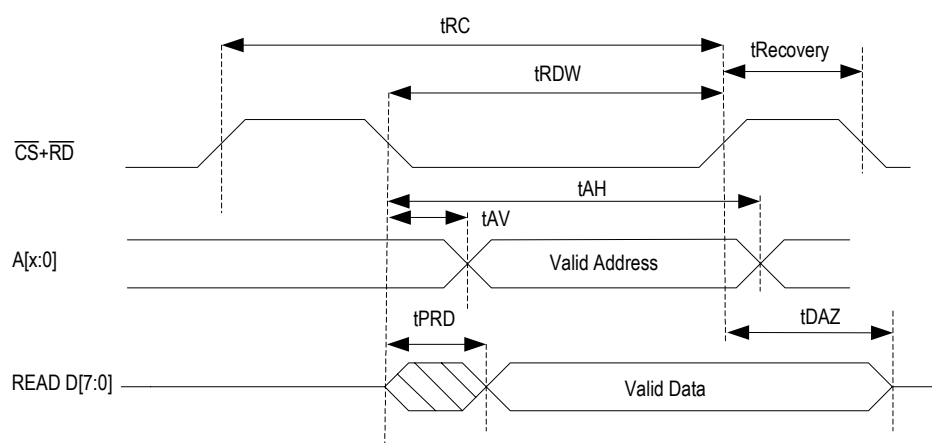 tRC
tRecovery
tRDW
CS+RD
tAH
tAV
A[x:0]
Valid Address
tPRD
tDAZ
READ D[7:0]
Valid Data